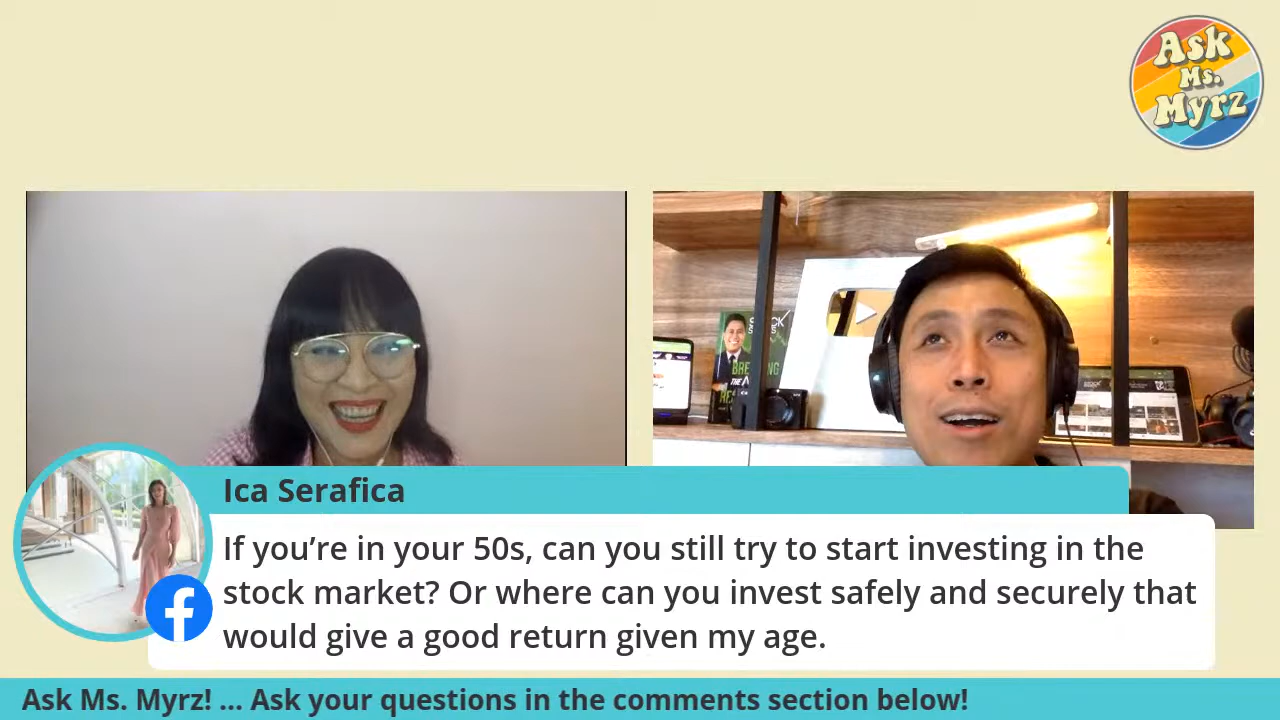 Ask
Ms.
Myrz
Ica Serafica
If you’re in your 50s, can you still try to start investing in the
stock market? Or where can you invest safely and securely that
would give a good return given my age.
Ask Ms. Myrz! ... Ask your questions in the comments section below!